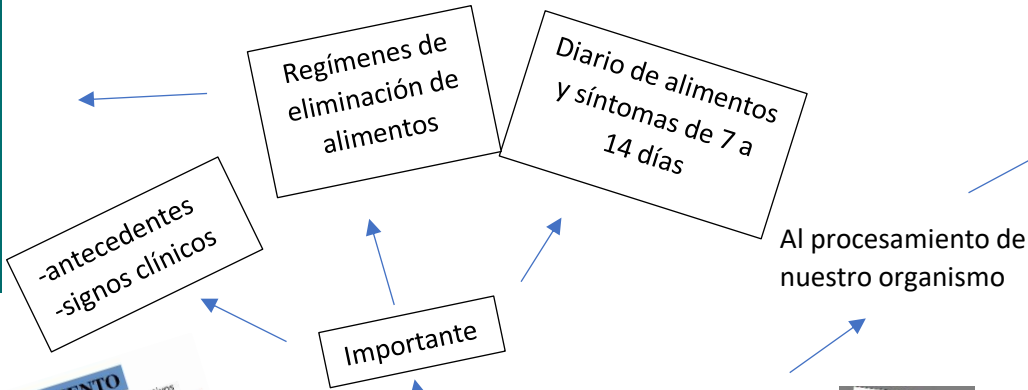 Regímenes de
eliminación de
alimentos
Diario de alimentos
y síntomas de 7 a
14 días
-antecedentes
-signos clínicos
Al procesamiento de
nuestro organismo
Importante